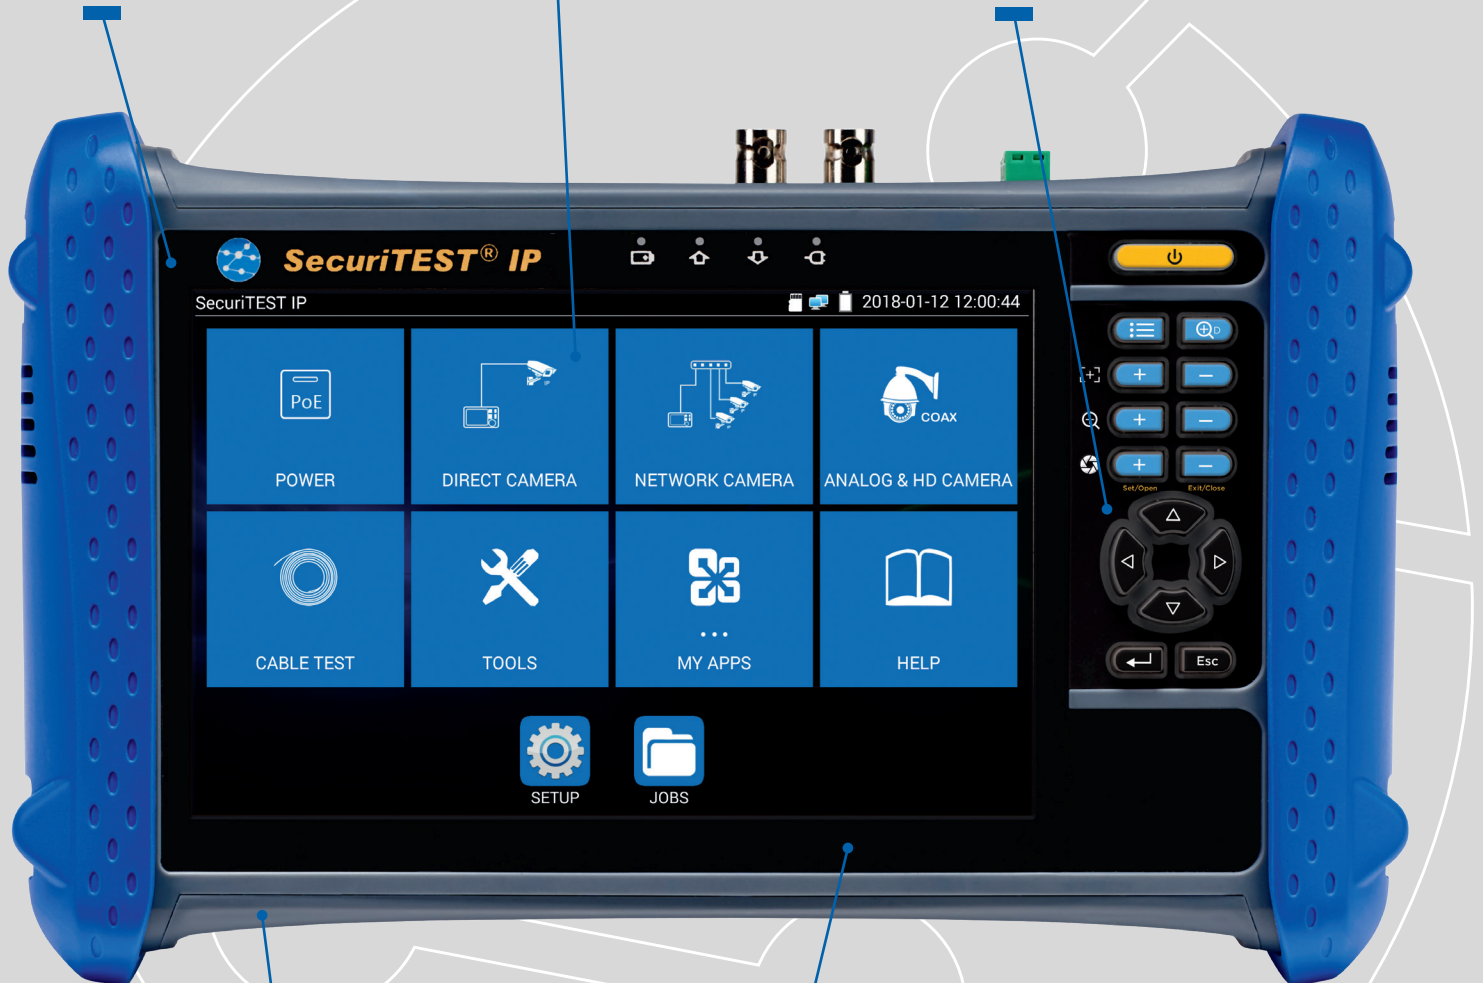 SecuriTEST® IP
SecuriTEST IP
2018-01-12 12:00:44
PoE
POWER
IP
DIRECT CAMERA
NETWORK CAMERA
COAX
ANALOG & HD CAMERA
CABLE TEST
TOOLS
MY APPS
HELP
SETUP
JOBS
D
Set/Open
Exit/Close
Esc